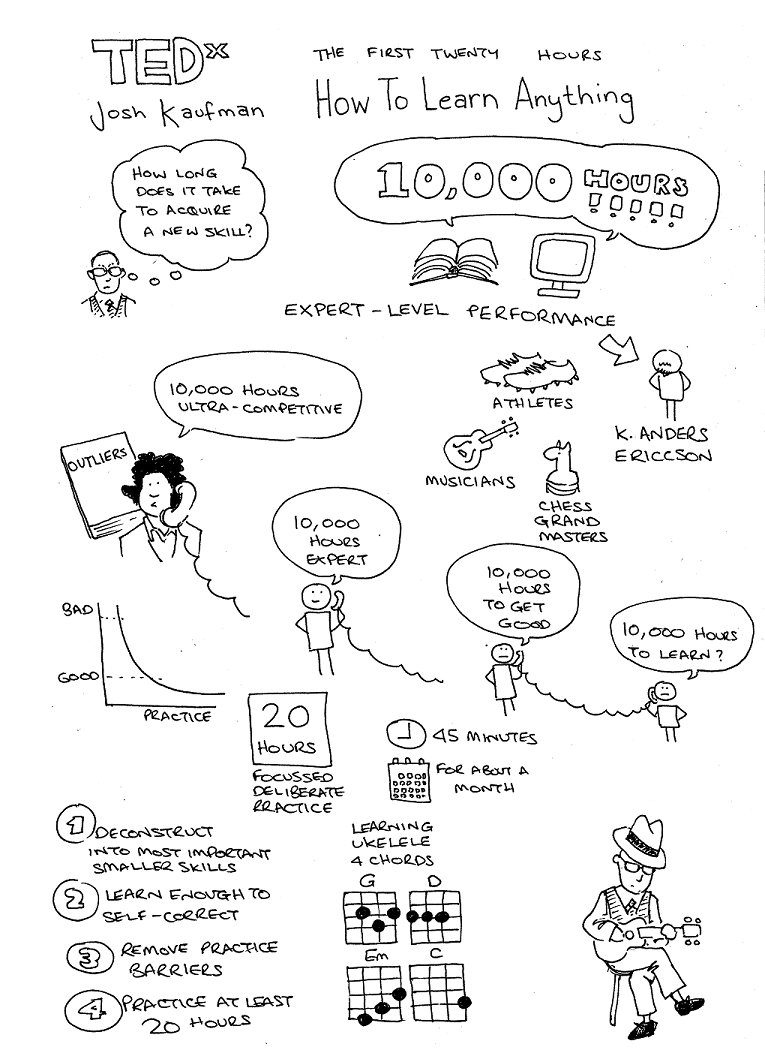 TEDx
Josh Kaufman
THE FIRST TWENTY HOURS
How To Learn Anything
HOW LONG
DOES IT TAKE
TO ACQUIRE
A NEW SKILL?
10,000 HOURS
!!!!!
EXPERT-LEVEL PERFORMANCE
ATHLETES
MUSICIANS
CHESS
GRAND
MASTERS
K. ANDERS
ERICCSON
10,000 HOURS
ULTRA-COMPETITIVE
OUTLIERS
10,000
HOURS
EXPERT
10,000
HOURS
TO GET
GOOD
10,000 HOURS
TO LEARN?
BAD
GOOD
PRACTICE
20
HOURS
FOCUSSED
DELIBERATE
PRACTICE
45 MINUTES
FOR ABOUT A
MONTH
1 DECONSTRUCT
INTO MOST IMPORTANT
SMALLER SKILLS
2 LEARN ENOUGH TO
SELF-CORRECT
3 REMOVE PRACTICE
BARRIERS
4 PRACTICE AT LEAST
20 HOURS
LEARNING
UKELELE
4 CHORDS
G D
Em C